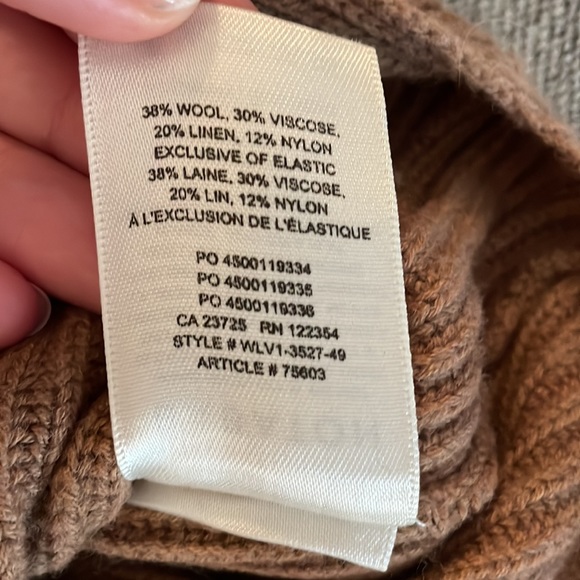 38% WOOL, 30% VISCOSE,
20% LINEN, 12% NYLON
EXCLUSIVE OF ELASTIC
38% LAINE, 30% VISCOSE,
20% LIN, 12% NYLON
À L'EXCLUSION DE L'ÉLASTIQUE
PO 4500119334
PO 4500119335
PO 4500119336
CA 23725 RN 122354
STYLE # WLV1-3527-49
ARTICLE # 75603